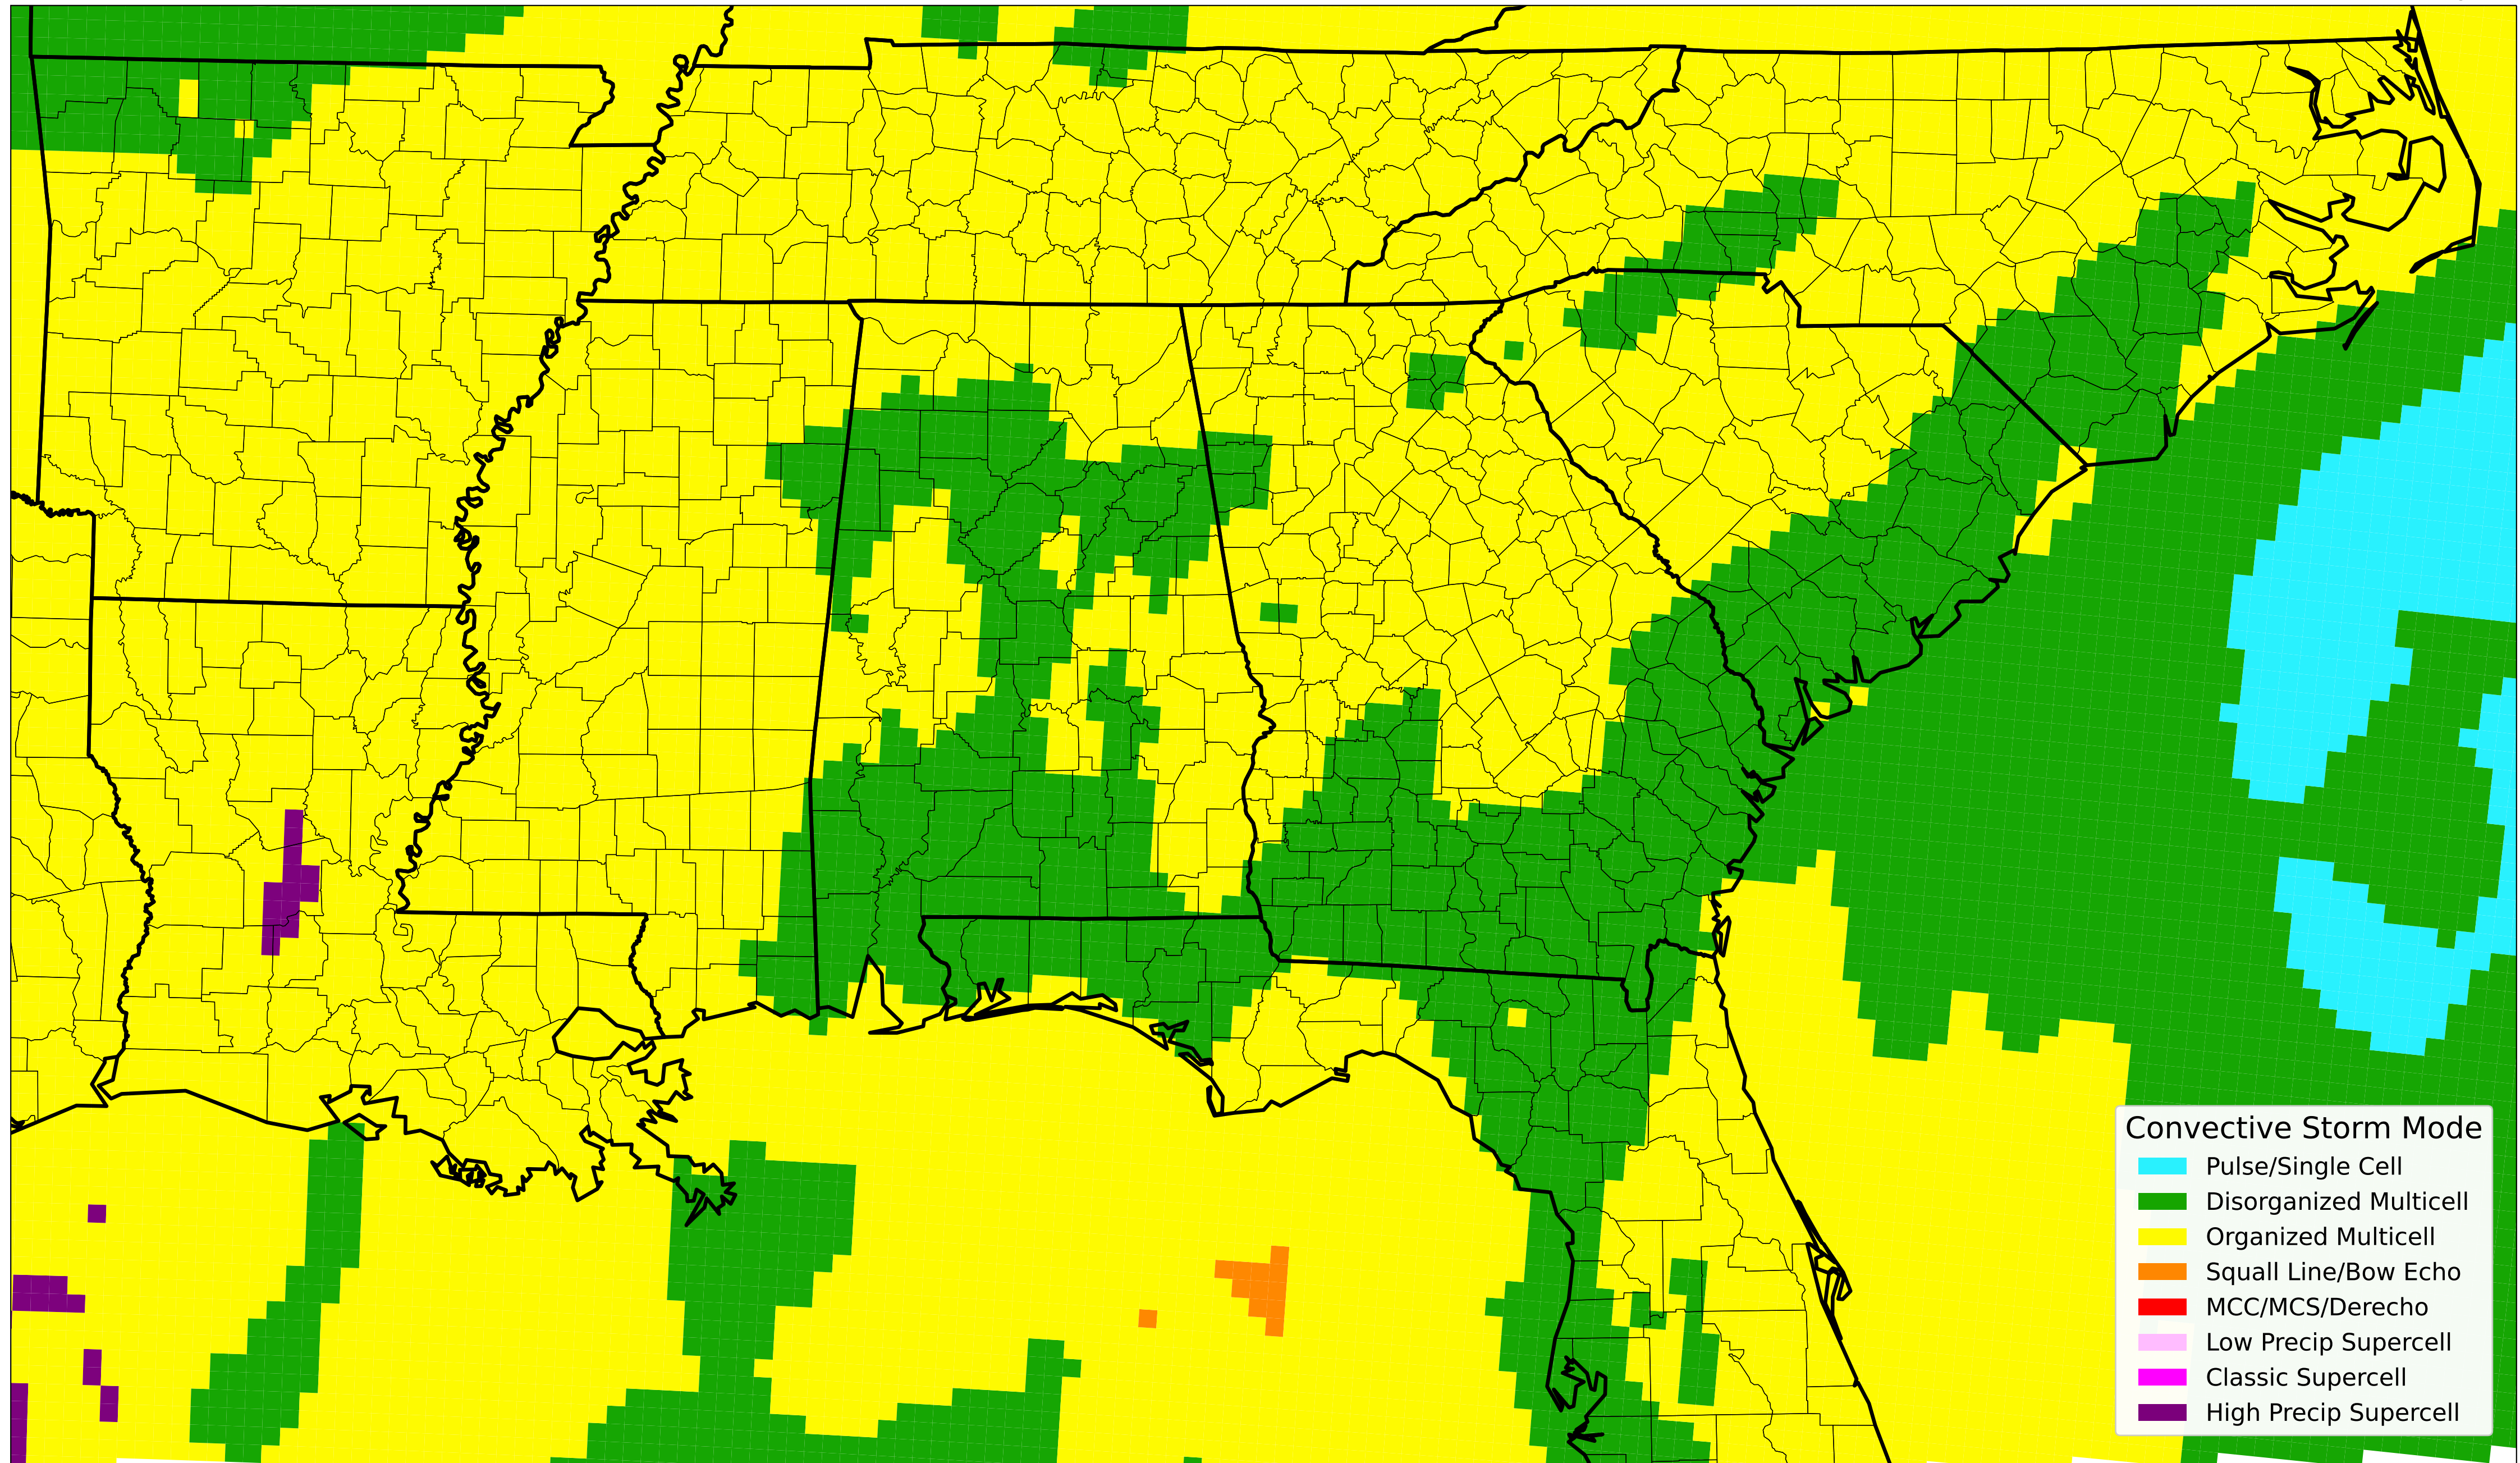 Convective Storm Mode
Pulse/Single Cell
Disorganized Multicell
Organized Multicell
Squall Line/Bow Echo
MCC/MCS/Derecho
Low Precip Supercell
Classic Supercell
High Precip Supercell